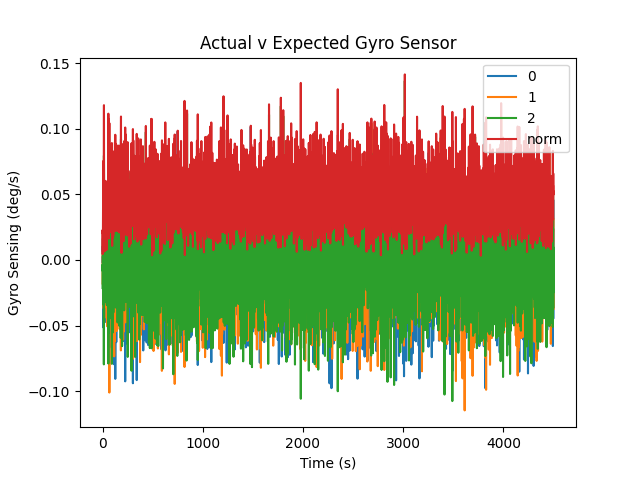 Actual v Expected Gyro Sensor
Gyro Sensing (deg/s)
0.15
0.10
0.05
0.00
−0.05
−0.10
0
1
2
norm
0 1000 2000 3000 4000
Time (s)